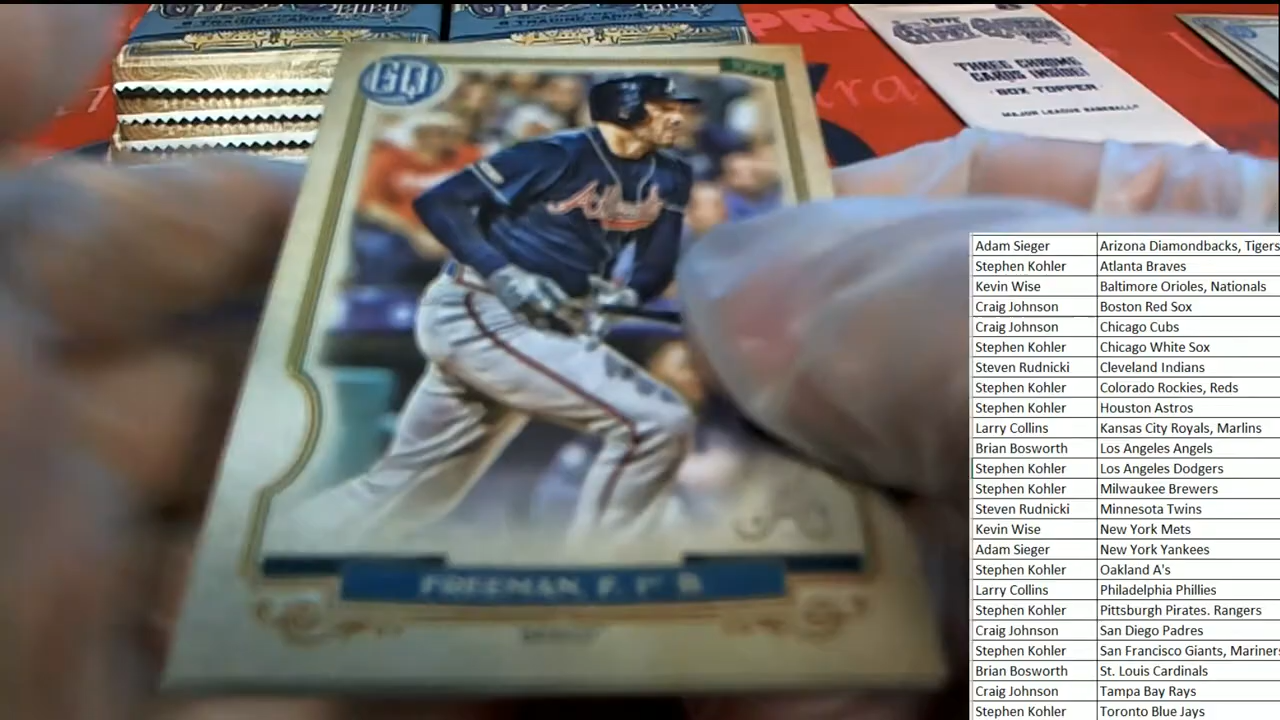 8 TRADING CARDS
THREE CHROME
CARDS INSIDE!
BOX TOPPER
MAJOR LEAGUE BASEBALL
GQ
Atlanta
FREEMAN, F. 1st B.
Adam Sieger Arizona Diamondbacks, Tigers
Stephen Kohler Atlanta Braves
Kevin Wise Baltimore Orioles, Nationals
Craig Johnson Boston Red Sox
Craig Johnson Chicago Cubs
Stephen Kohler Chicago White Sox
Steven Rudnicki Cleveland Indians
Stephen Kohler Colorado Rockies, Reds
Stephen Kohler Houston Astros
Larry Collins Kansas City Royals, Marlins
Brian Bosworth Los Angeles Angels
Stephen Kohler Los Angeles Dodgers
Stephen Kohler Milwaukee Brewers
Steven Rudnicki Minnesota Twins
Kevin Wise New York Mets
Adam Sieger New York Yankees
Stephen Kohler Oakland A's
Larry Collins Philadelphia Phillies
Stephen Kohler Pittsburgh Pirates. Rangers
Craig Johnson San Diego Padres
Stephen Kohler San Francisco Giants, Mariners
Brian Bosworth St. Louis Cardinals
Craig Johnson Tampa Bay Rays
Stephen Kohler Toronto Blue Jays